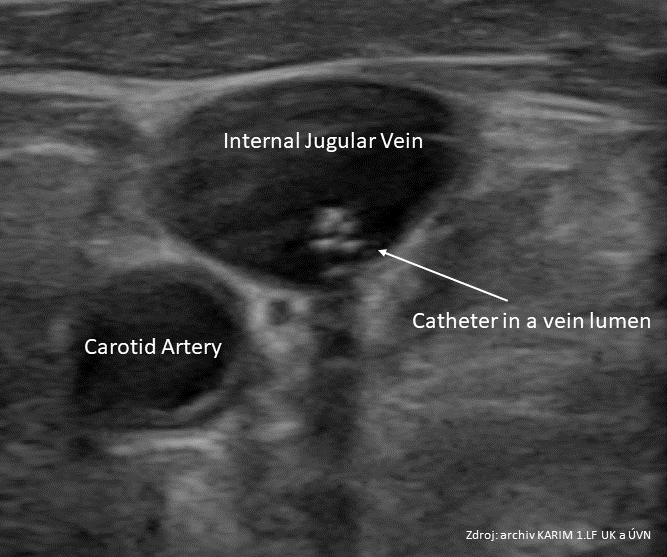 Internal Jugular Vein
Catheter in a vein lumen
Carotid Artery
Zdroj: archiv KARIM 1.LF UK a ÚVN